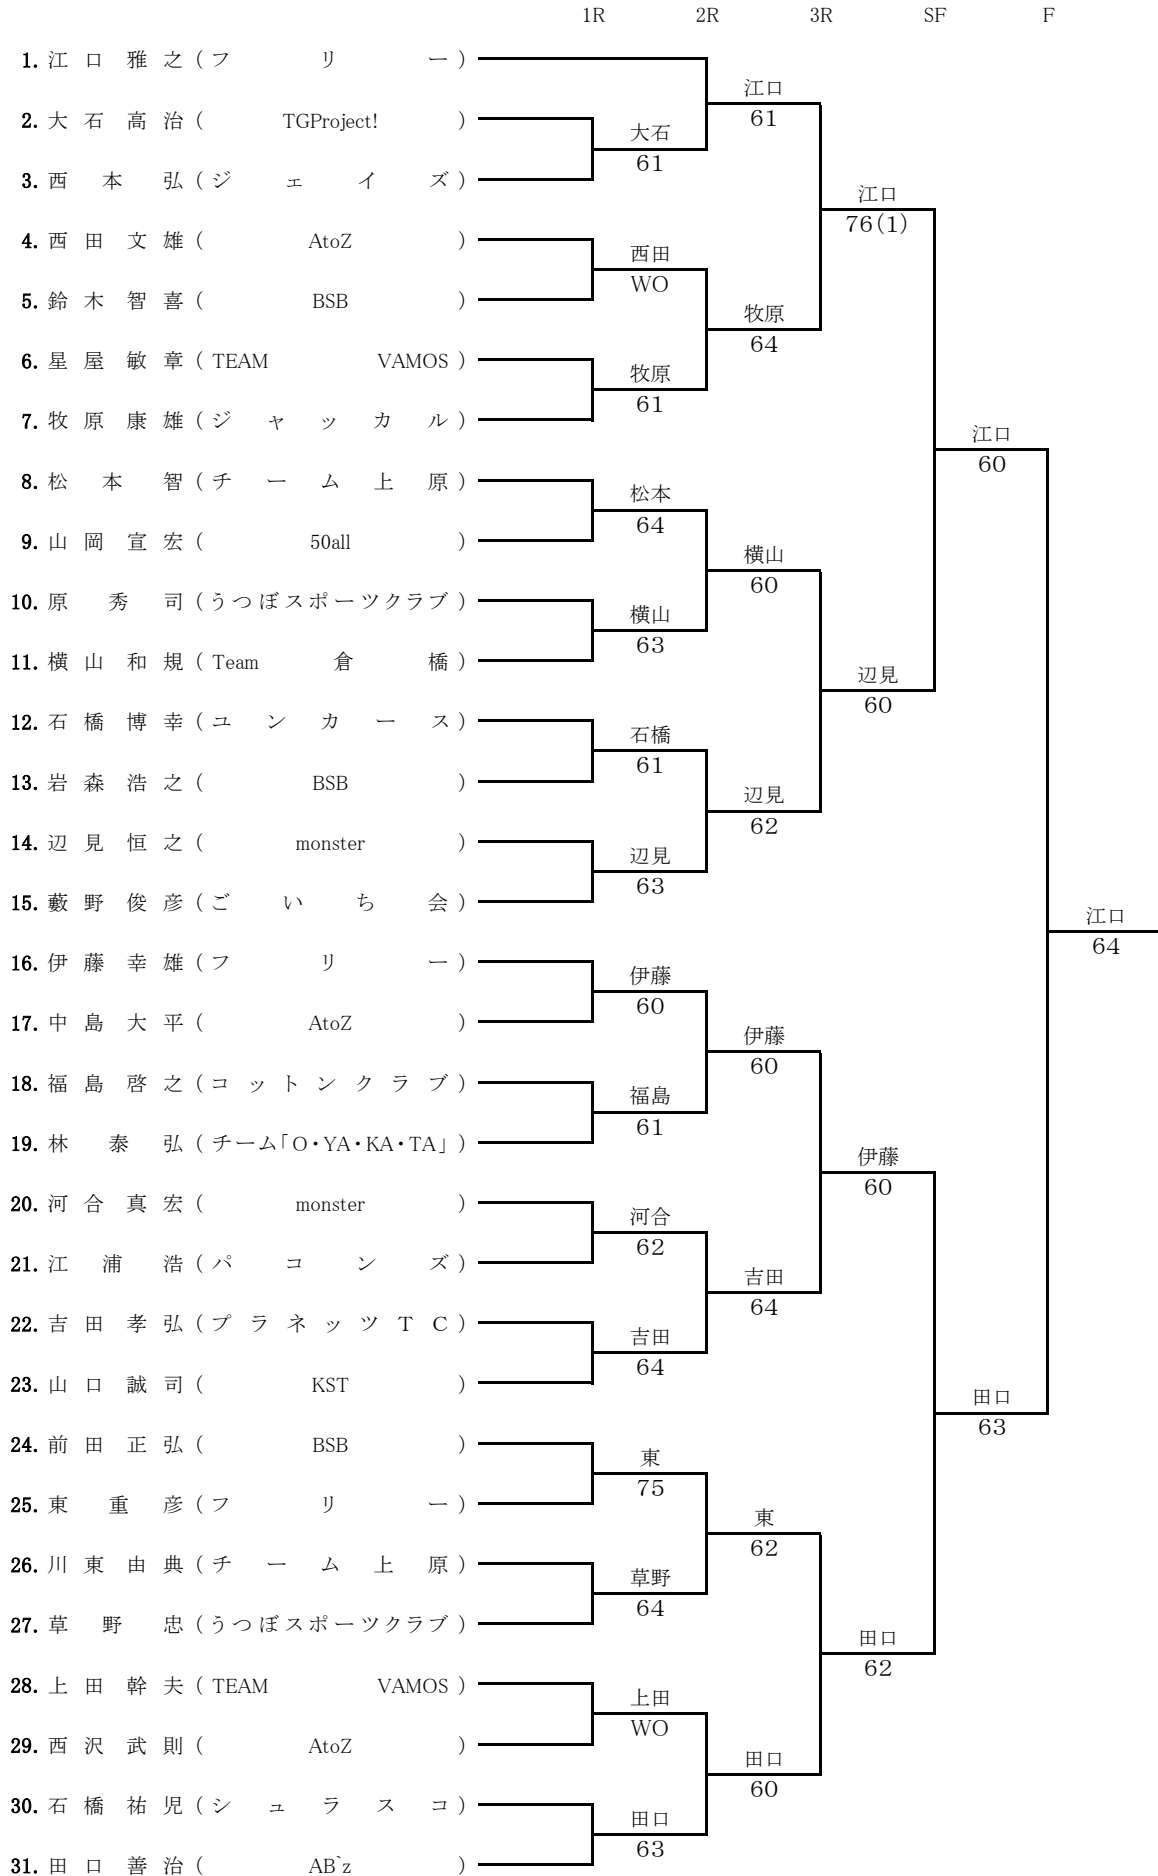 1R 2R 3R SF F
1. 江口 雅之 (フリー)
江口
2. 大石 高治 ( TGProject! )
61
大石
61
3. 西本 弘 (ジェイズ)
江口
76(1)
4. 西田 文雄 ( AtoZ )
西田
WO
5. 鈴木 智喜 ( BSB )
牧原
64
6. 星屋 敏章 ( TEAM VAMOS )
牧原
61
7. 牧原 康雄 (ジャッカル)
江口
60
8. 松本 智 (チーム上原)
松本
64
9. 山岡 宣宏 ( 50all )
横山
60
10. 原 秀司 (うつぼスポーツクラブ)
横山
63
11. 横山 和規 ( Team 倉橋 )
辺見
60
12. 石橋 博幸 (ユンカース)
石橋
61
13. 岩森 浩之 ( BSB )
辺見
62
14. 辺見 恒之 ( monster )
辺見
63
15. 藪野 俊彦 (ごいち会)
江口
64
16. 伊藤 幸雄 (フリー)
伊藤
60
17. 中島 大平 ( AtoZ )
伊藤
60
18. 福島 啓之 (コットンクラブ)
福島
61
19. 林 泰弘 (チーム「O・YA・KA・TA」)
伊藤
60
20. 河合 真宏 ( monster )
河合
62
21. 江浦 浩 (パコンズ)
吉田
64
22. 吉田 孝弘 (プラネッツTC)
吉田
64
23. 山口 誠司 ( KST )
田口
63
24. 前田 正弘 ( BSB )
東
75
25. 東 重彦 (フリー)
東
62
26. 川東 由典 (チーム上原)
草野
64
27. 草野 忠 (うつぼスポーツクラブ)
田口
62
28. 上田 幹夫 ( TEAM VAMOS )
上田
WO
29. 西沢 武則 ( AtoZ )
田口
60
30. 石橋 祐児 (シュラスコ)
田口
63
31. 田口 善治 ( AB`z )